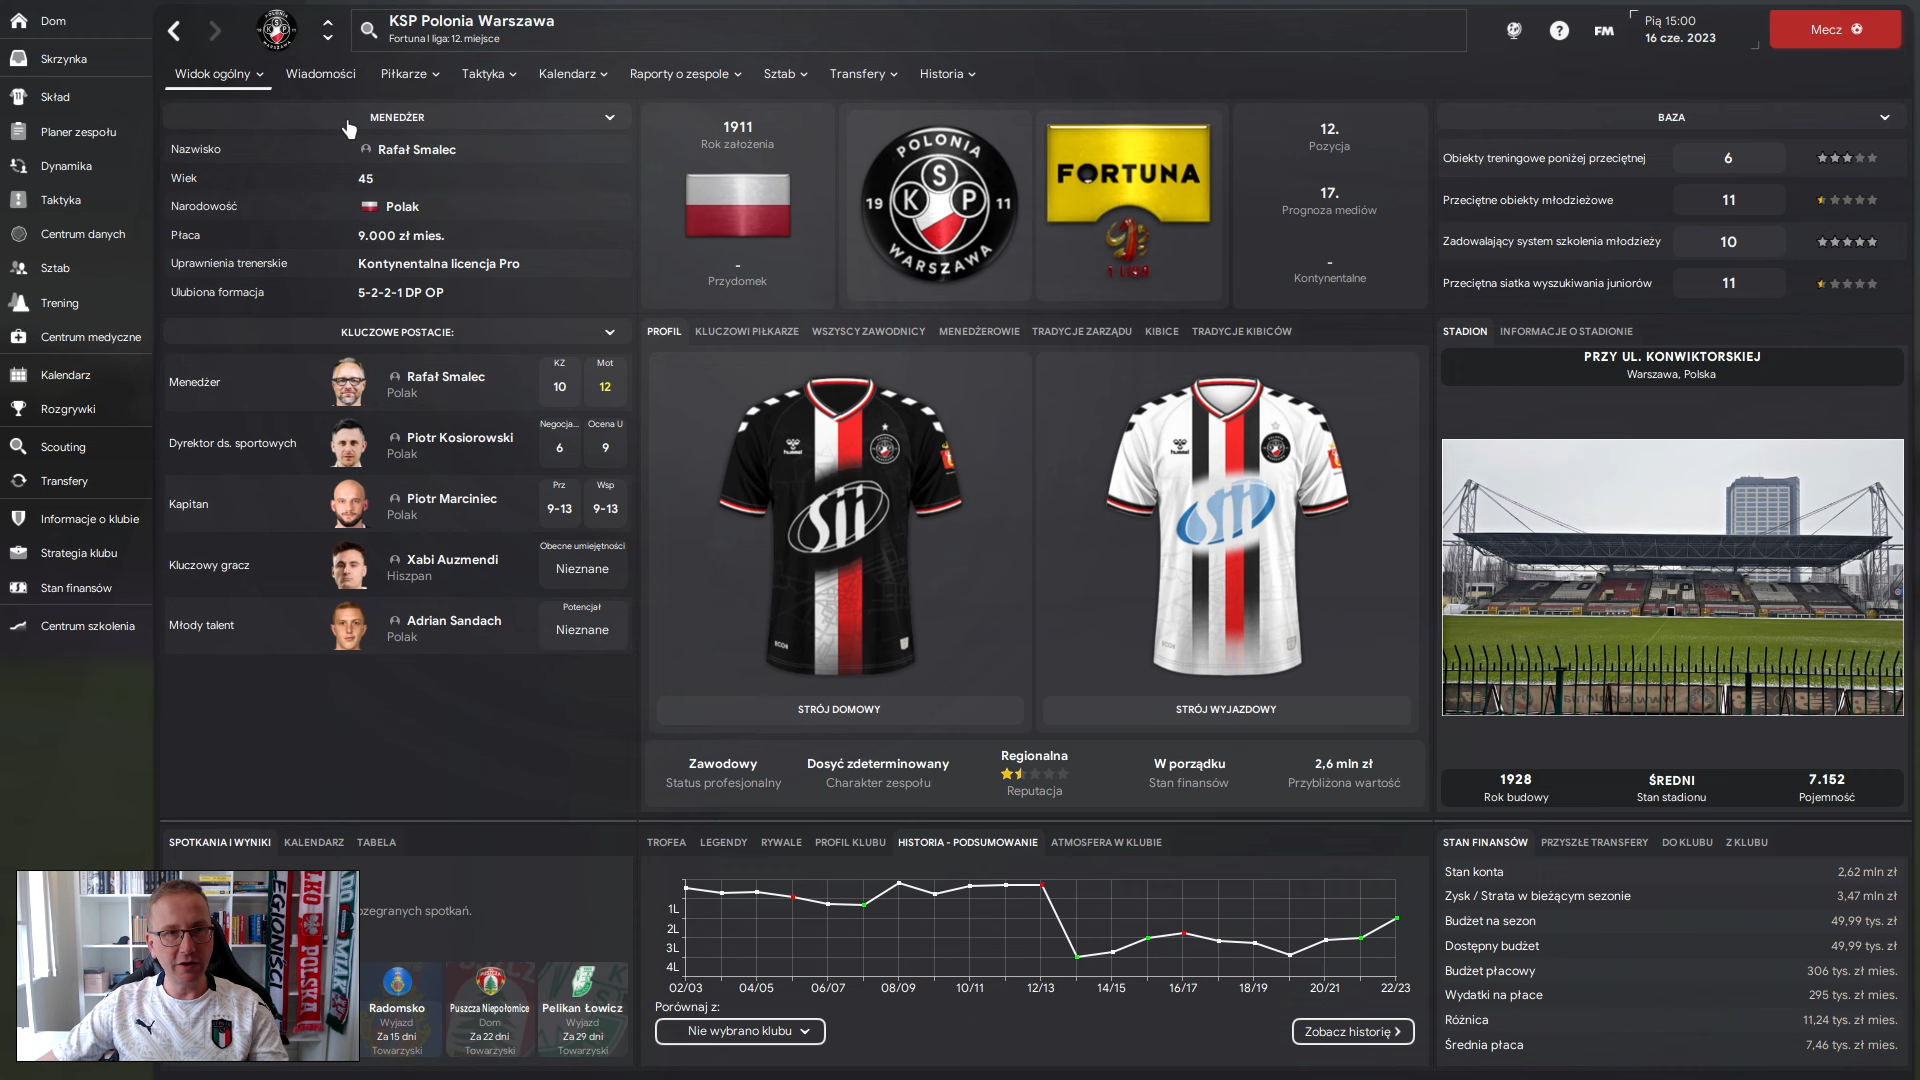 Dom
Skrzynka
Skład
Planer zespołu
Dynamika
Taktyka
Centrum danych
Sztab
Trening
Centrum medyczne
Kalendarz
Rozgrywki
Scouting
Transfery
Informacje o klubie
Strategia klubu
Stan finansów
Centrum szkolenia
KSP Polonia Warszawa
Fortuna I liga: 12. miejsce
FM
Pią 15:00
16 cze. 2023
Mecz
Widok ogólny
Wiadomości
Piłkarze
Taktyka
Kalendarz
Raporty o zespole
Sztab
Transfery
Historia
MENEDŻER
Nazwisko Rafał Smalec
Wiek 45
Narodowość Polak
Płaca 9.000 zł mies.
Uprawnienia trenerskie Kontynentalna licencja Pro
Ulubiona formacja 5-2-2-1 DP OP
1911
Rok założenia
-
Przydomek
POLONIA
19 KSP 11
WARSZAWA
FORTUNA
1 LIGA
12.
Pozycja
17.
Prognoza mediów
-
Kontynentalne
BAZA
Obiekty treningowe poniżej przeciętnej 6
Przeciętne obiekty młodzieżowe 11
Zadowalający system szkolenia młodzieży 10
Przeciętna siatka wyszukiwania juniorów 11
KLUCZOWE POSTACIE:
Menedżer Rafał Smalec Polak KZ 10 Mot 12
Dyrektor ds. sportowych Piotr Kosiorowski Polak Negocja... 6 Ocena U 9
Kapitan Piotr Marciniec Polak Prz 9-13 Wsp 9-13
Kluczowy gracz Xabi Auzmendi Hiszpan Obecne umiejętności Nieznane
Młody talent Adrian Sandach Polak Potencjał Nieznane
PROFIL KLUCZOWI PIŁKARZE WSZYSCY ZAWODNICY MENEDŻEROWIE TRADYCJE ZARZĄDU KIBICE TRADYCJE KIBICÓW
hummel
Sii
hummel
Sii
STRÓJ DOMOWY
STRÓJ WYJAZDOWY
Zawodowy
Status profesjonalny
Dosyć zdeterminowany
Charakter zespołu
Regionalna
Reputacja
W porządku
Stan finansów
2,6 mln zł
Przybliżona wartość
STADION INFORMACJE O STADIONIE
PRZY UL. KONWIKTORSKIEJ
Warszawa, Polska
1928
Rok budowy
ŚREDNI
Stan stadionu
7.152
Pojemność
SPOTKANIA I WYNIKI KALENDARZ TABELA
ozegranych spotkań.
Radomsko
Wyjazd
Za 15 dni
Towarzyski
Puszcza Niepołomice
Dom
Za 22 dni
Towarzyski
Pelikan Łowicz
Wyjazd
Za 29 dni
Towarzyski
LEGIONIŚCI
POLSKA
TROFEA LEGENDY RYWALE PROFIL KLUBU HISTORIA - PODSUMOWANIE ATMOSFERA W KLUBIE
1L
2L
3L
4L
02/03 04/05 06/07 08/09 10/11 12/13 14/15 16/17 18/19 20/21 22/23
Porównaj z:
Nie wybrano klubu
Zobacz historię
STAN FINANSÓW PRZYSZŁE TRANSFERY DO KLUBU Z KLUBU
Stan konta 2,62 mln zł
Zysk / Strata w bieżącym sezonie 3,47 mln zł
Budżet na sezon 49,99 tys. zł
Dostępny budżet 49,99 tys. zł
Budżet płacowy 306 tys. zł mies.
Wydatki na płace 295 tys. zł mies.
Różnica 11,24 tys. zł mies.
Średnia płaca 7,46 tys. zł mies.